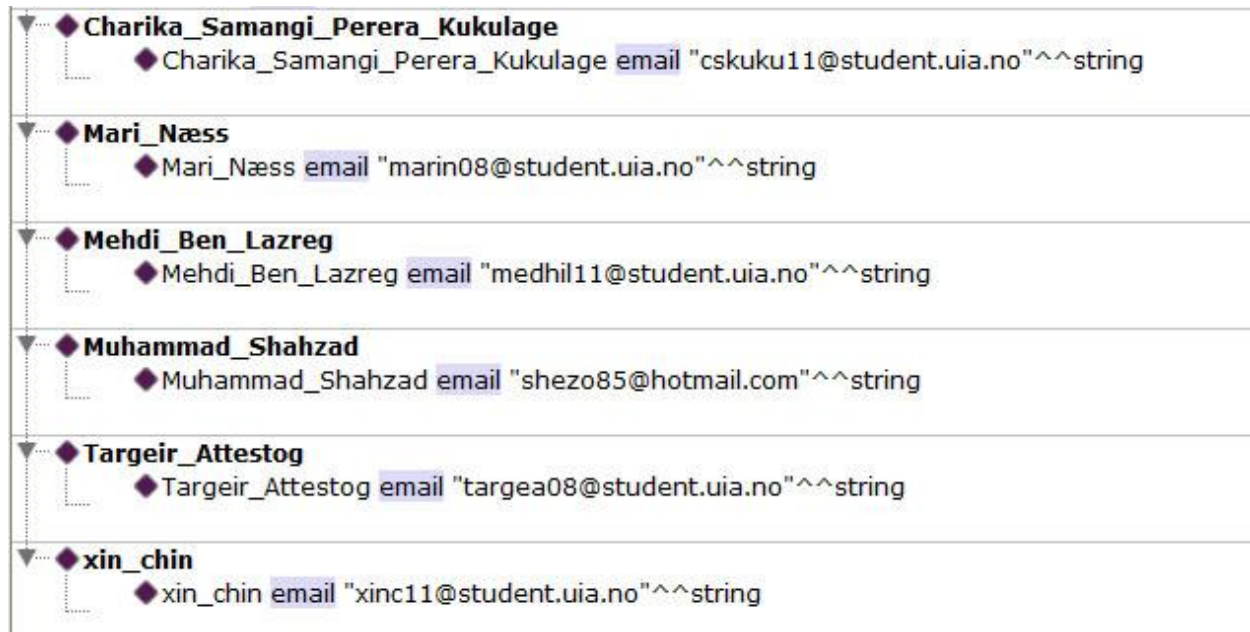 Charika_Samangi_Perera_Kukulage
Charika_Samangi_Perera_Kukulage email "cskuku11@student.uia.no"^^string
Mari_Næss
Mari_Næss email "marin08@student.uia.no"^^string
Mehdi_Ben_Lazreg
Mehdi_Ben_Lazreg email "medhil11@student.uia.no"^^string
Muhammad_Shahzad
Muhammad_Shahzad email "shezo85@hotmail.com"^^string
Targeir_Attestog
Targeir_Attestog email "targea08@student.uia.no"^^string
xin_chin
xin_chin email "xinc11@student.uia.no"^^string